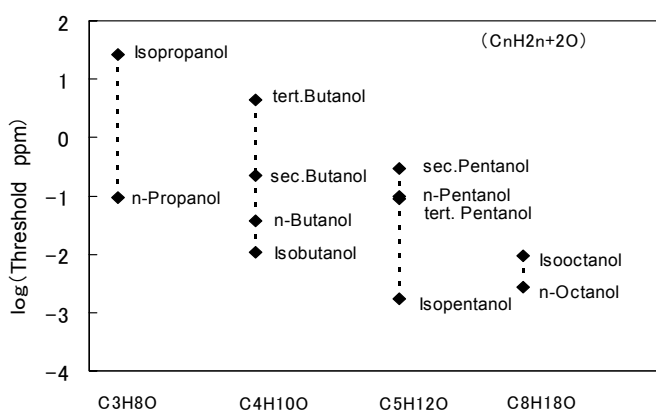 2
(CnH2n+2O)
Isopropanol
1
tert.Butanol
0
sec.Butanol
sec.Pentanol
-1
n-Propanol
n-Pentanol
tert. Pentanol
n-Butanol
-2
Isobutanol
Isooctanol
n-Octanol
-3
Isopentanol
-4
log(Threshold ppm)
C3H8O C4H10O C5H12O C8H18O